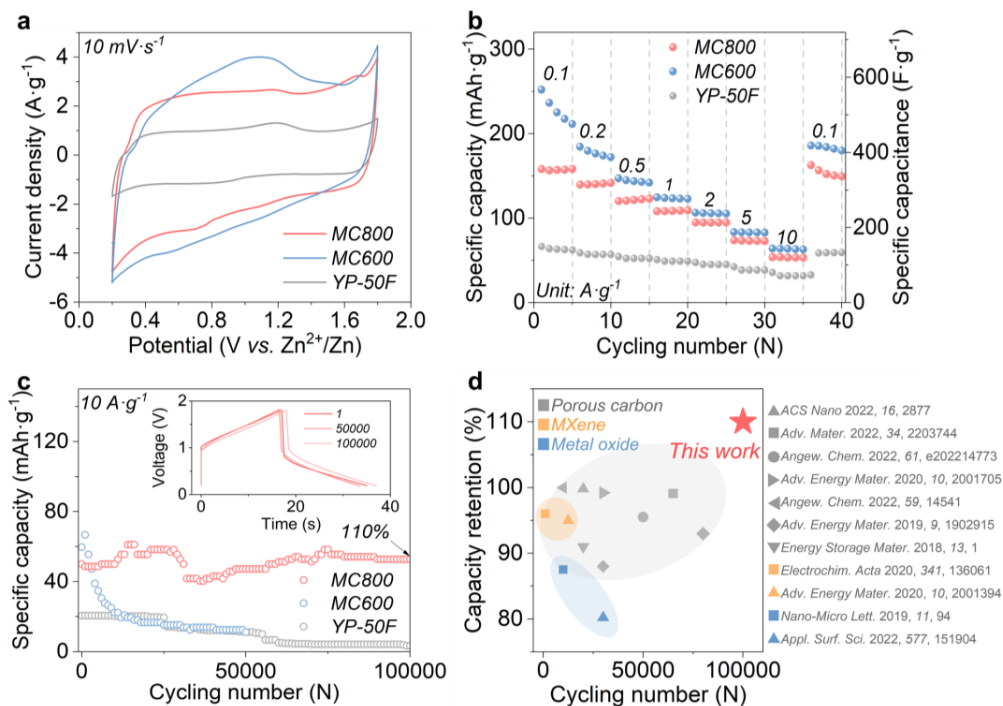 a
10 mV·s⁻¹
Current density (A·g⁻¹)
4
2
0
-2
-4
-6
MC800
MC600
YP-50F
0.0 0.4 0.8 1.2 1.6 2.0
Potential (V vs. Zn²⁺/Zn)
b
Specific capacity (mAh·g⁻¹)
300
250
200
150
100
50
0
MC800
MC600
YP-50F
0.1
0.2
0.5
1
2
5
10
0.1
Unit: A·g⁻¹
600
400
200
0
Specific capacitance (F·g⁻¹)
0 10 20 30 40
Cycling number (N)
c
10 A·g⁻¹
Specific capacity (mAh·g⁻¹)
150
120
90
60
30
0
Voltage (V)
2
1
0
1
50000
100000
0 10 20 30 40
Time (s)
110%
MC800
MC600
YP-50F
0 50000 100000
Cycling number (N)
d
Capacity retention (%)
110
100
90
80
Porous carbon
MXene
Metal oxide
This work
0 50000 100000
Cycling number (N)
ACS Nano 2022, 16, 2877
Adv. Mater. 2022, 34, 2203744
Angew. Chem. 2022, 61, e202214773
Adv. Energy Mater. 2020, 10, 2001705
Angew. Chem. 2022, 59, 14541
Adv. Energy Mater. 2019, 9, 1902915
Energy Storage Mater. 2018, 13, 1
Electrochim. Acta 2020, 341, 136061
Adv. Energy Mater. 2020, 10, 2001394
Nano-Micro Lett. 2019, 11, 94
Appl. Surf. Sci. 2022, 577, 151904